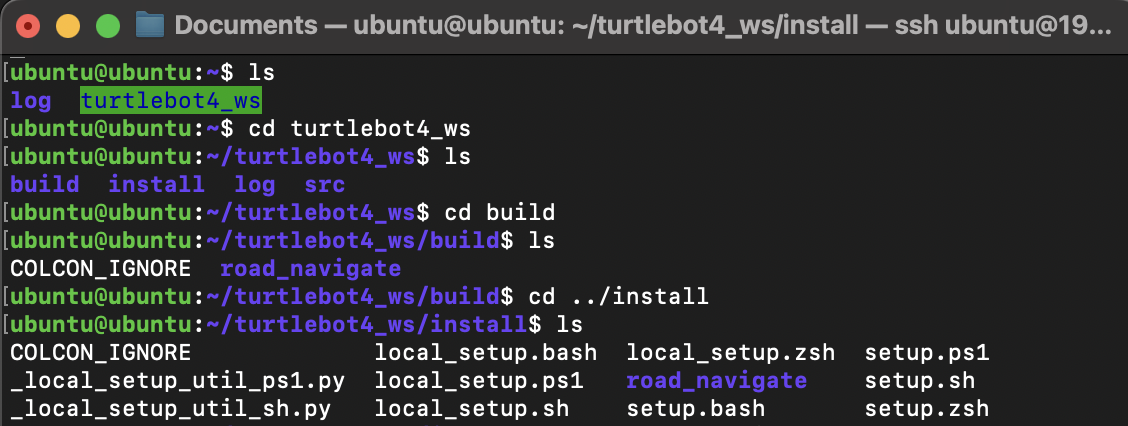 Documents — ubuntu@ubuntu: ~/turtlebot4_ws/install — ssh ubuntu@19...
[ubuntu@ubuntu:~$ ls
log  turtlebot4_ws
[ubuntu@ubuntu:~$ cd turtlebot4_ws
[ubuntu@ubuntu:~/turtlebot4_ws$ ls
build  install  log  src
[ubuntu@ubuntu:~/turtlebot4_ws$ cd build
[ubuntu@ubuntu:~/turtlebot4_ws/build$ ls
COLCON_IGNORE  road_navigate
[ubuntu@ubuntu:~/turtlebot4_ws/build$ cd ../install
[ubuntu@ubuntu:~/turtlebot4_ws/install$ ls
COLCON_IGNORE             local_setup.bash  local_setup.zsh  setup.ps1
_local_setup_util_ps1.py  local_setup.ps1   road_navigate    setup.sh
_local_setup_util_sh.py   local_setup.sh    setup.bash       setup.zsh